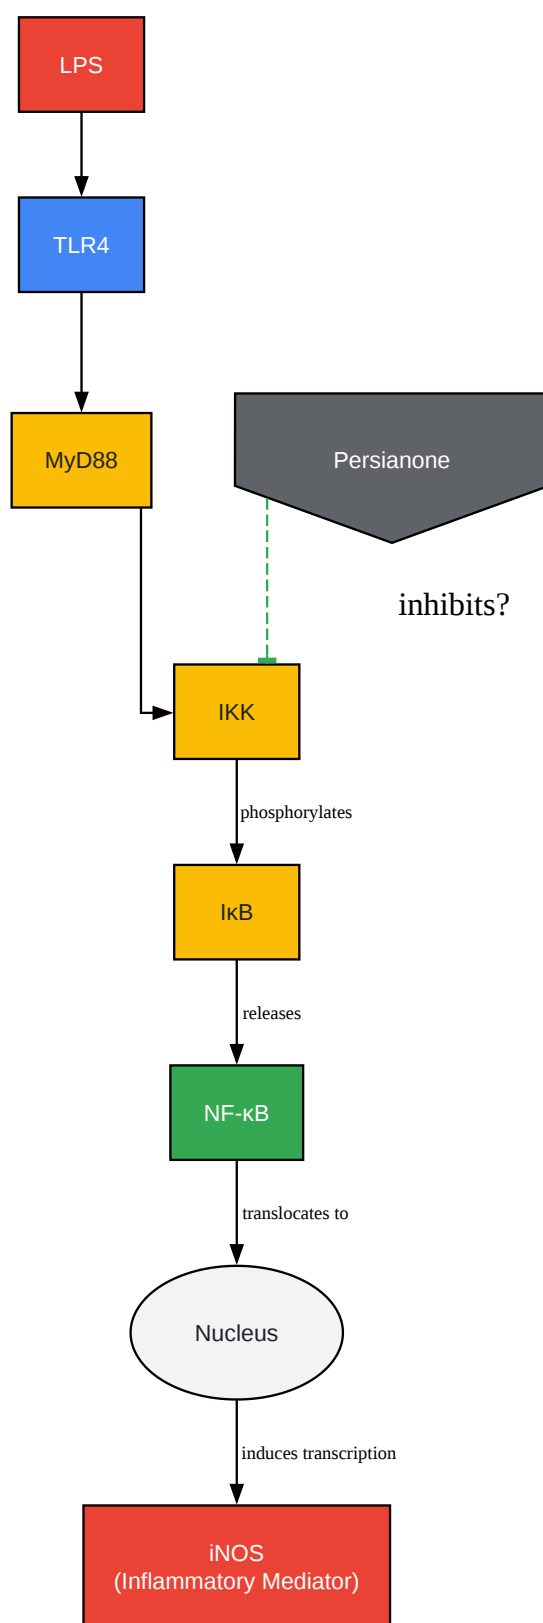 LPS
TLR4
MyD88
Persianone
inhibits?
IKK
phosphorylates
IκB
releases
NF-κB
translocates to
Nucleus
induces transcription
iNOS
(Inflammatory Mediator)